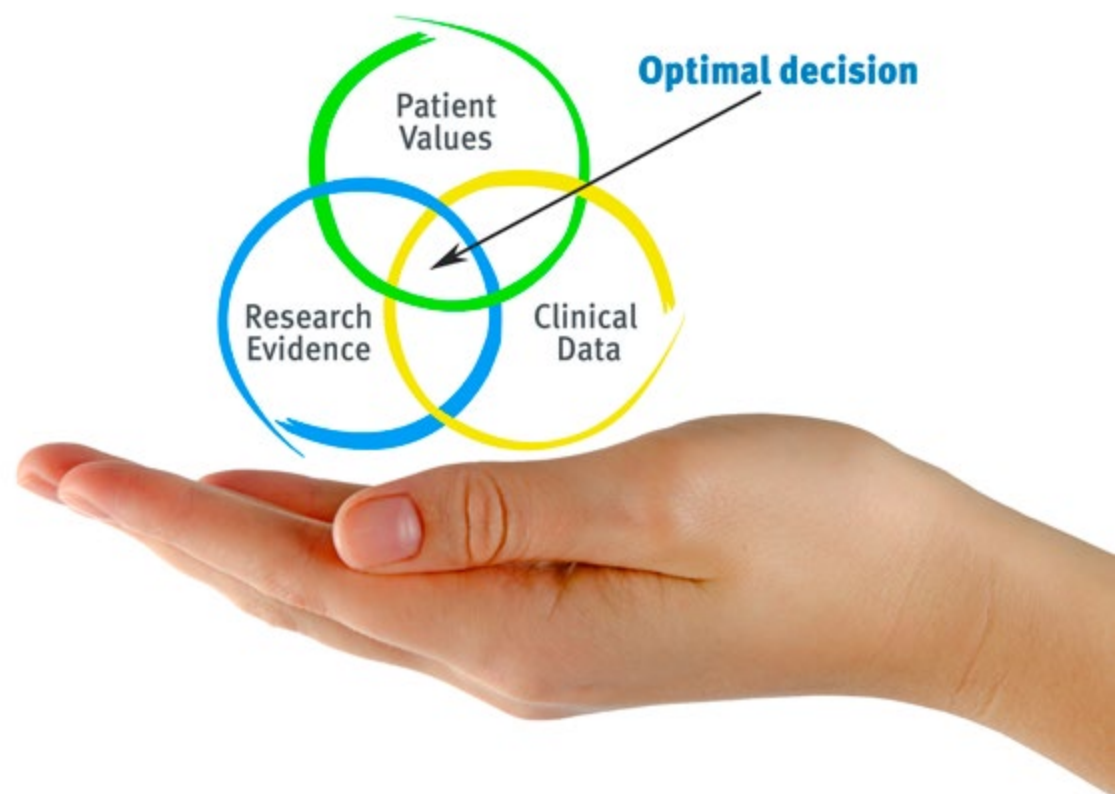 Optimal decision
Patient
Values
Research
Evidence
Clinical
Data